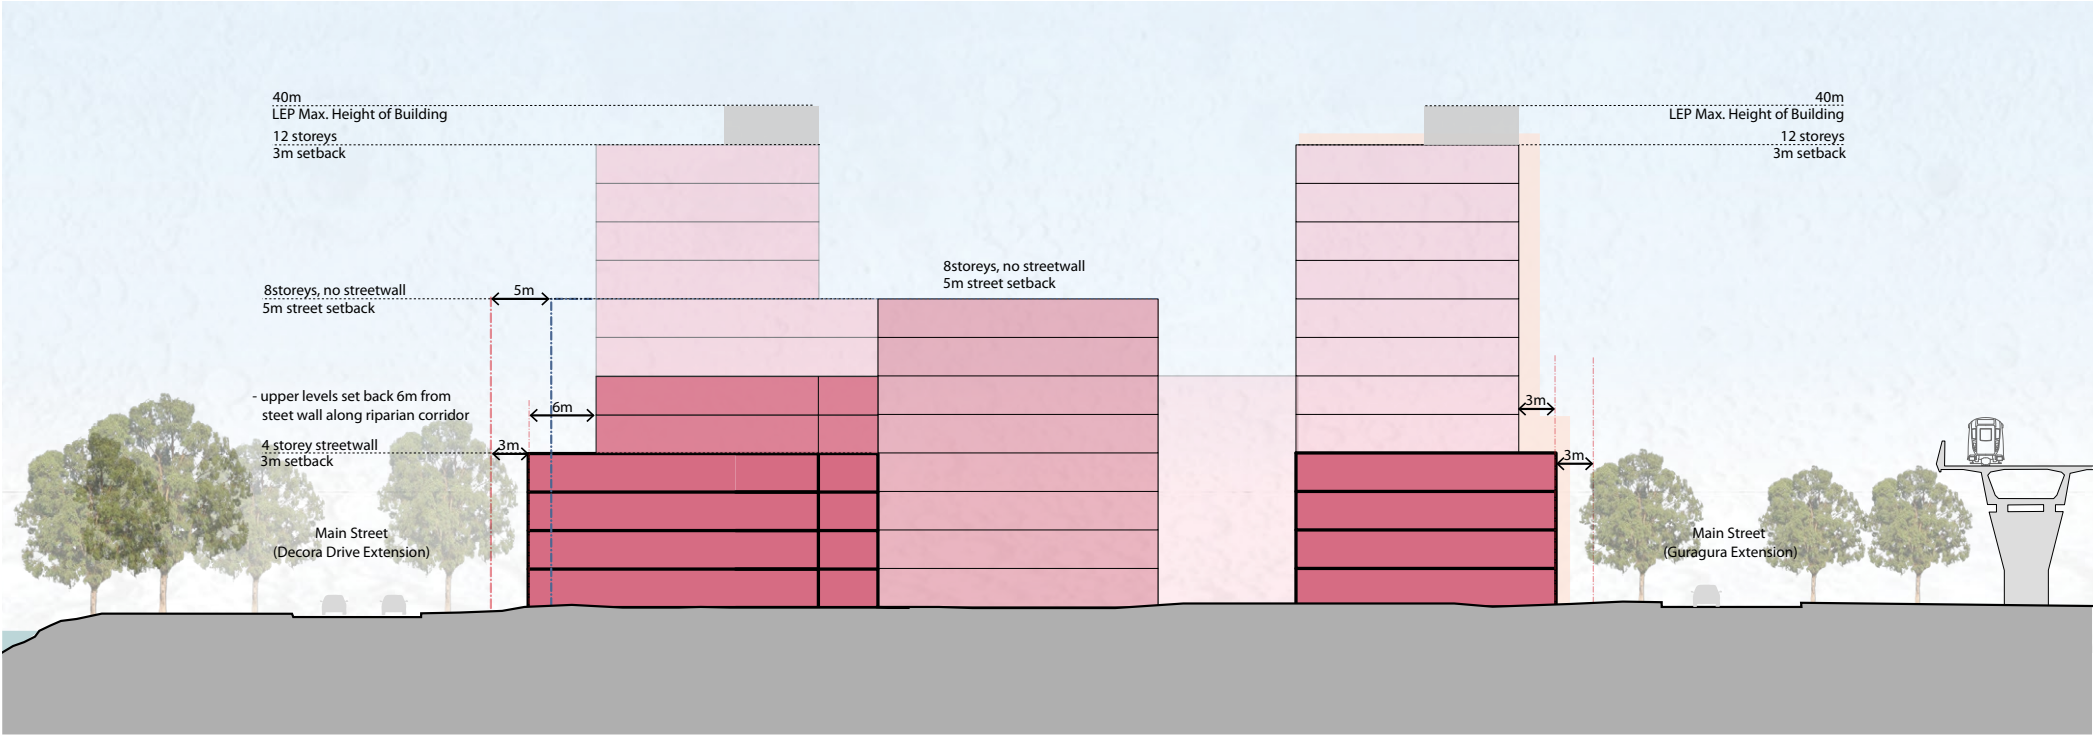 40m
LEP Max. Height of Building
12 storeys
3m setback
40m
LEP Max. Height of Building
12 storeys
3m setback
8storeys, no streetwall
5m street setback
8storeys, no streetwall
5m street setback
5m
- upper levels set back 6m from
steet wall along riparian corridor
6m
3m
4 storey streetwall
3m setback
3m
3m
Main Street
(Decora Drive Extension)
Main Street
(Guragura Extension)